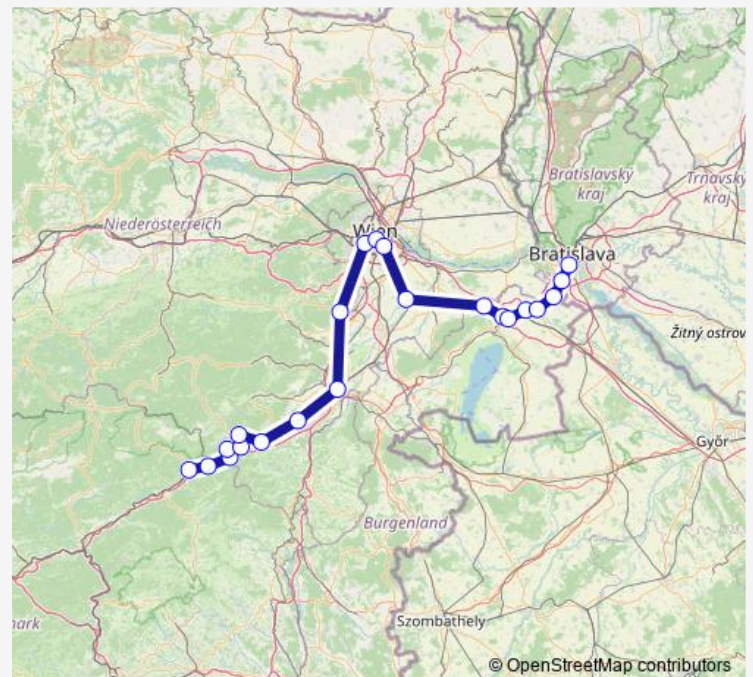 Niederösterreich
Wien
Bratislavský
kraj
Trnavský
kraj
Bratislava
Žitný ostrov
Győr
Burgenland
Szombathely
mark
© OpenStreetMap contributors